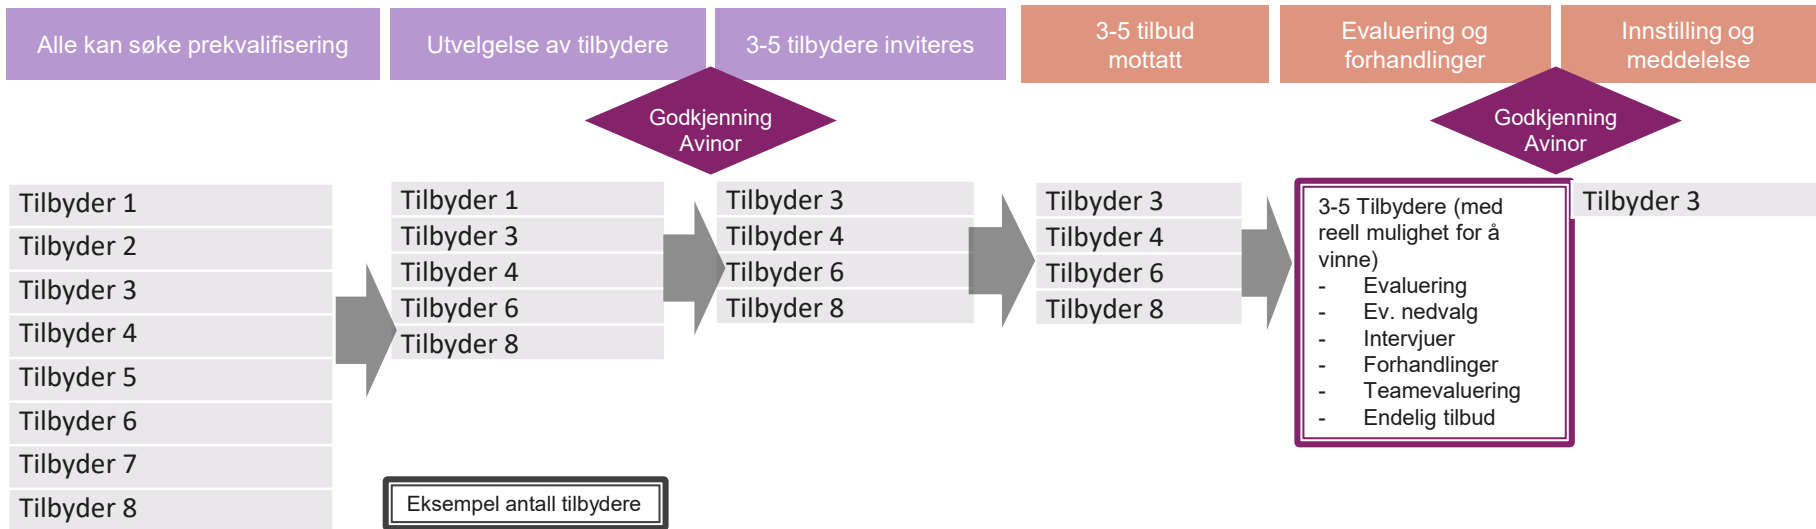 Alle kan søke prekvalifisering
Utvelgelse av tilbydere
3-5 tilbydere inviteres
3-5 tilbud
mottatt
Evaluering og
forhandlinger
Innstilling og
meddelelse
Godkjenning
Avinor
Godkjenning
Avinor
Tilbyder 1
Tilbyder 2
Tilbyder 3
Tilbyder 4
Tilbyder 5
Tilbyder 6
Tilbyder 7
Tilbyder 8
Tilbyder 1
Tilbyder 3
Tilbyder 4
Tilbyder 6
Tilbyder 8
Tilbyder 3
Tilbyder 4
Tilbyder 6
Tilbyder 8
Tilbyder 3
Tilbyder 4
Tilbyder 6
Tilbyder 8
3-5 Tilbydere (med
reell mulighet for å
vinne)
- Evaluering
- Ev. nedvalg
- Intervjuer
- Forhandlinger
- Teamevaluering
- Endelig tilbud
Tilbyder 3
Eksempel antall tilbydere